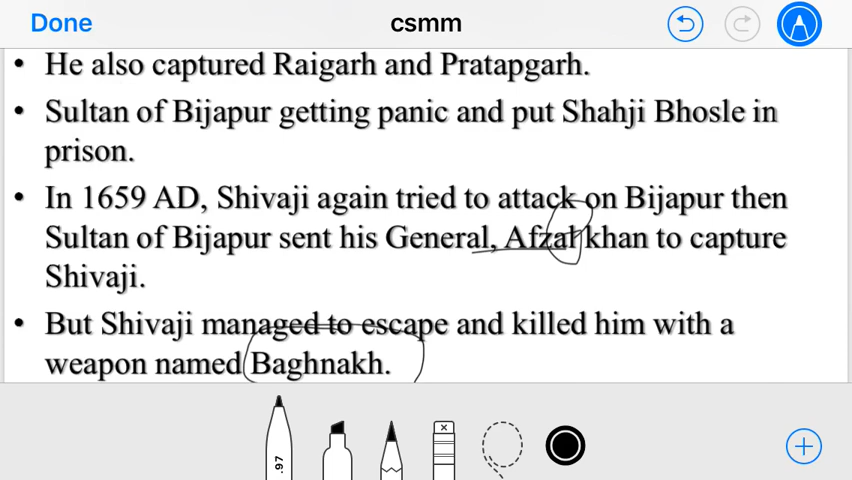 Done
csmm
• He also captured Raigarh and Pratapgarh.
• Sultan of Bijapur getting panic and put Shahji Bhosle in
prison.
• In 1659 AD, Shivaji again tried to attack on Bijapur then
Sultan of Bijapur sent his General, Afzal khan to capture
Shivaji.
• But Shivaji managed to escape and killed him with a
weapon named Baghnakh.
.97